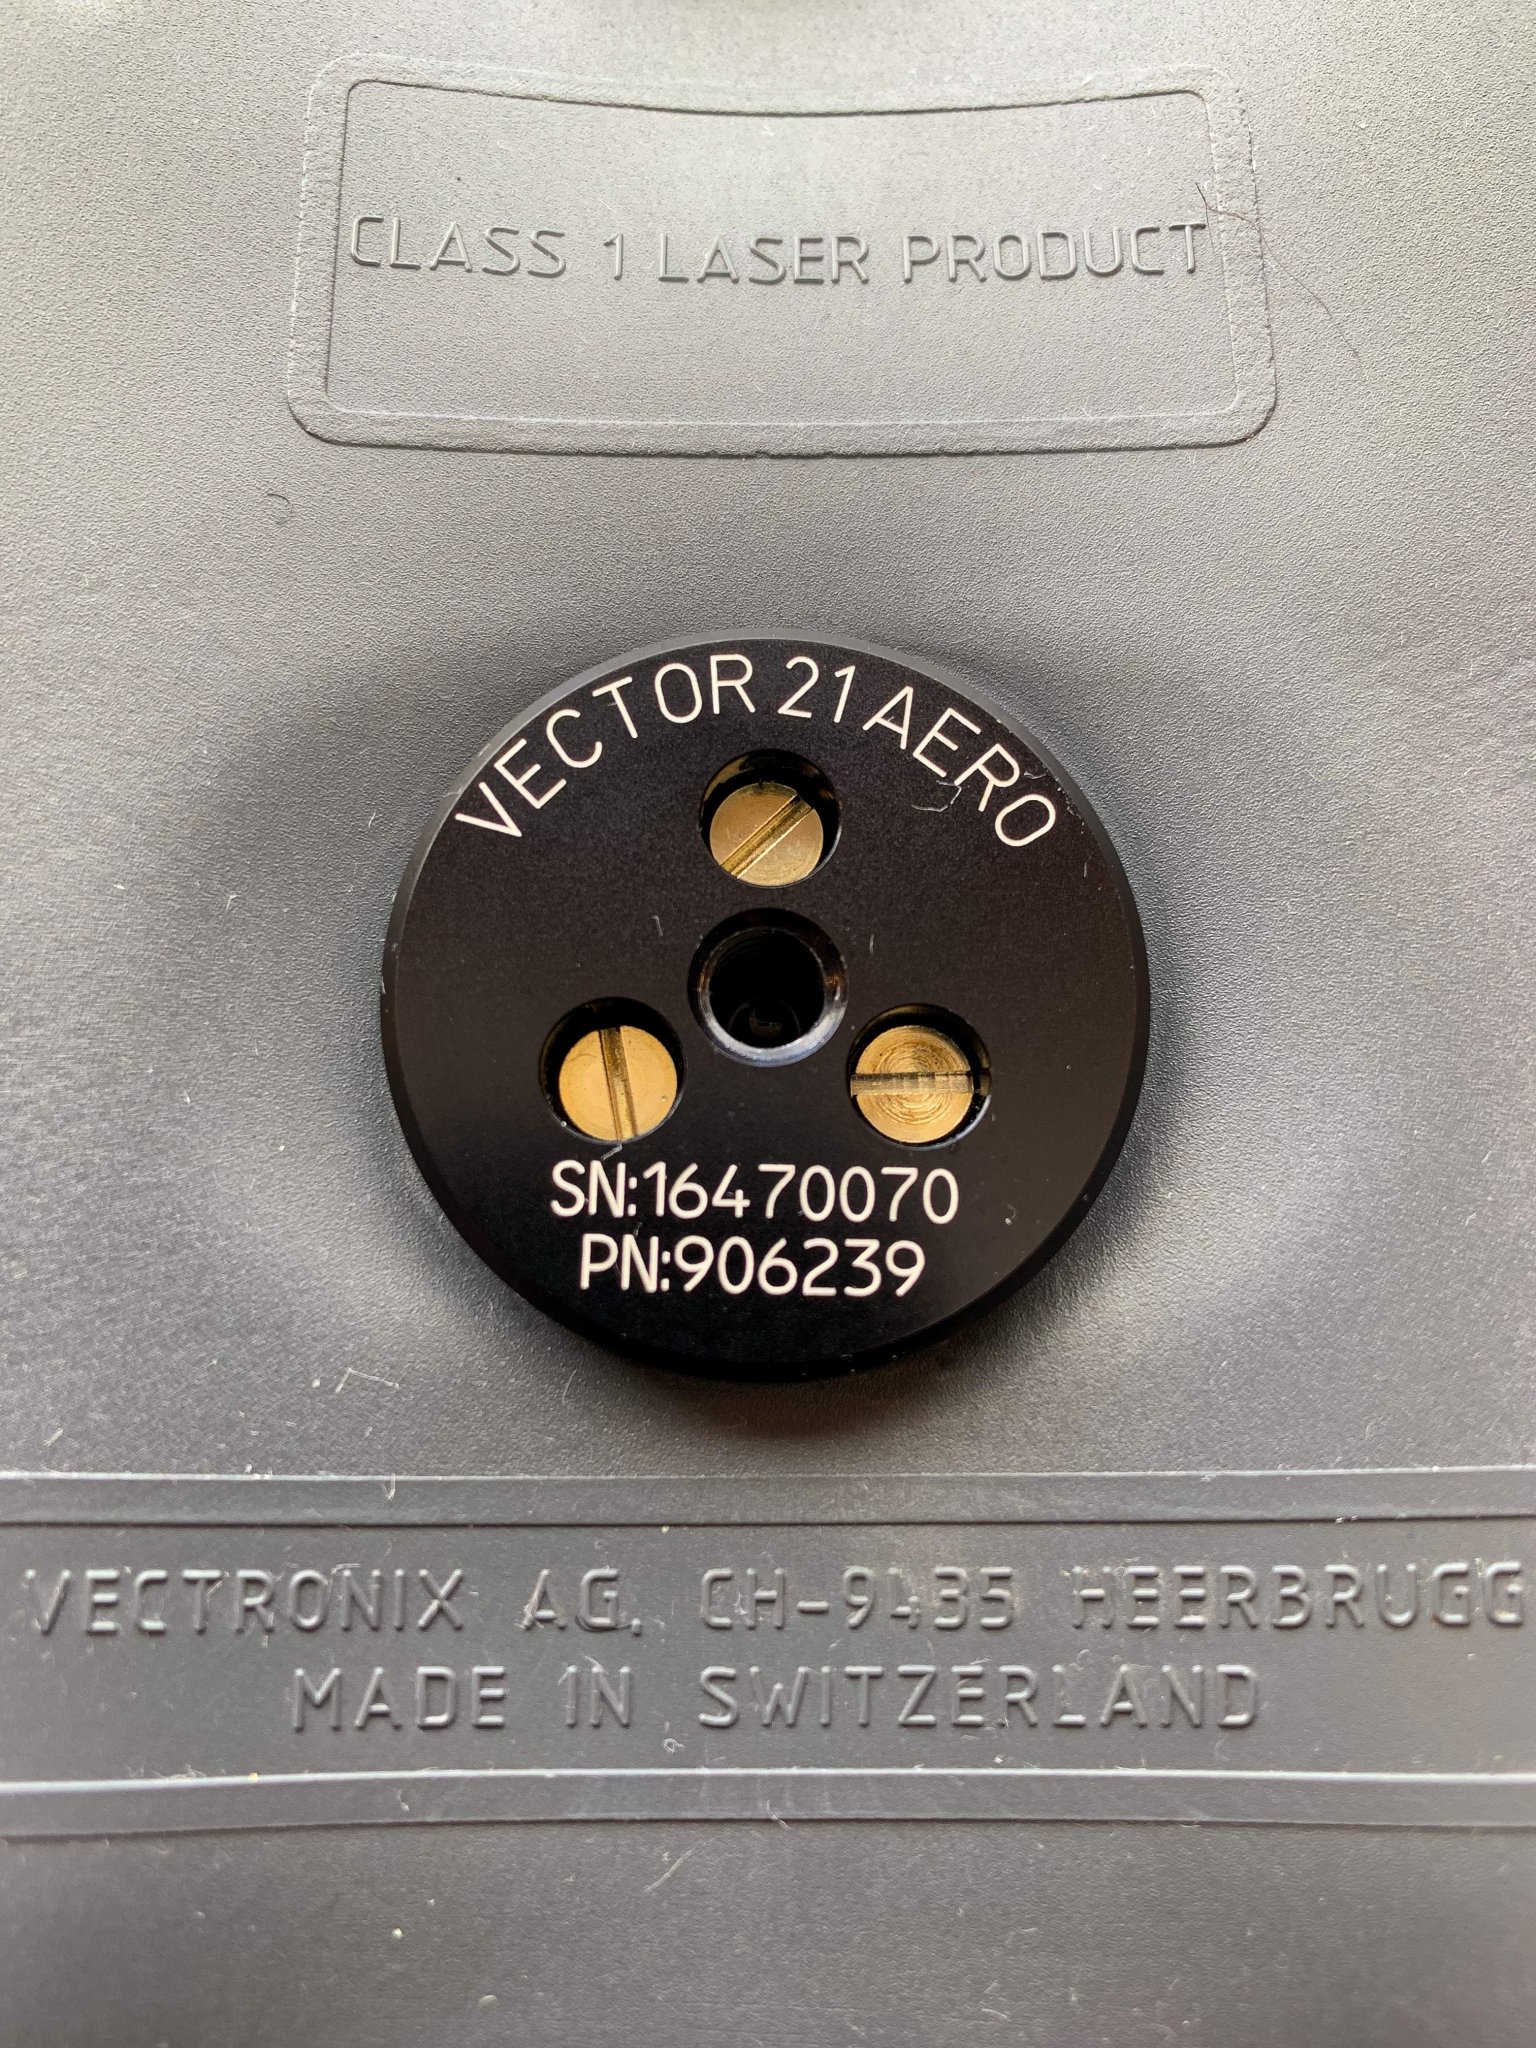 CLASS 1 LASER PRODUCT
VECTOR 21 AERO
SN:16470070
PN:906239
VECTRONIX AG, CH-9435 HEERBRUGG
MADE IN SWITZERLAND